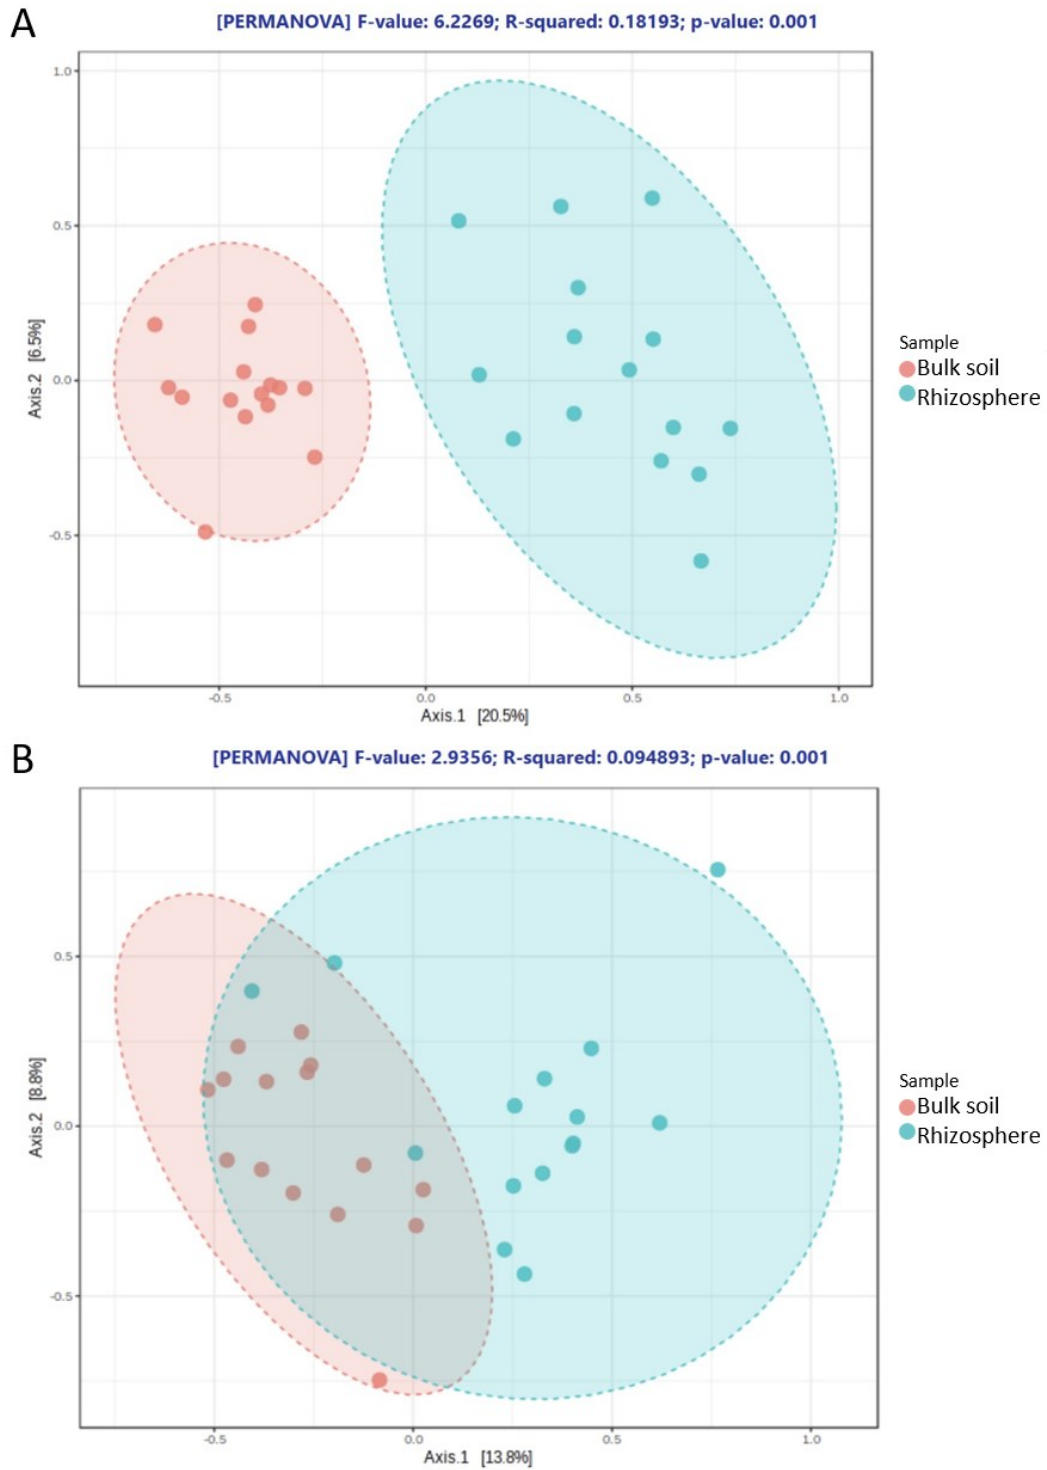 A
[PERMANOVA] F-value: 6.2269; R-squared: 0.18193; p-value: 0.001
1.0
0.5
0.0
-0.5
Axis.2 [6.5%]
-0.5
0.0
0.5
1.0
Axis.1 [20.5%]
Sample
Bulk soil
Rhizosphere
B
[PERMANOVA] F-value: 2.9356; R-squared: 0.094893; p-value: 0.001
0.5
0.0
-0.5
Axis.2 [8.8%]
-0.5
0.0
0.5
1.0
Axis.1 [13.8%]
Sample
Bulk soil
Rhizosphere